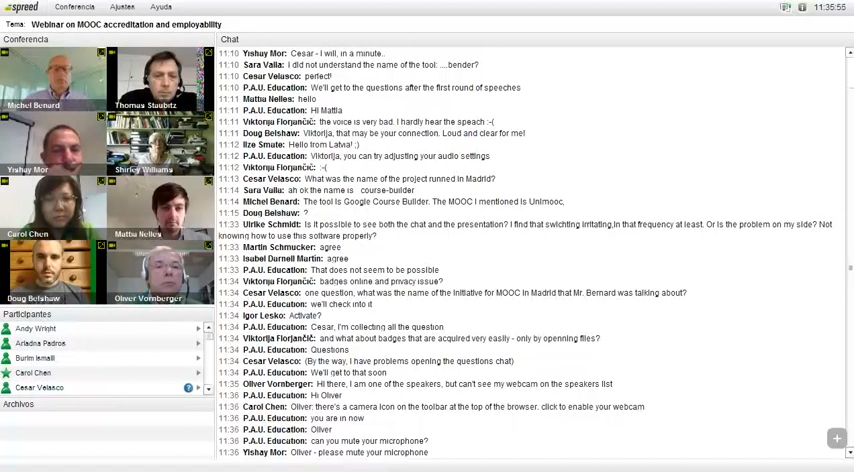 spreed Conferencia Ajustes Ayuda 11:35:55
Tema: Webinar on MOOC accreditation and employability
Conferencia
Michel Benard Thomas Staubitz
Yishay Mor Shirley Williams
Carol Chen Mattia Nelles
Doug Belshaw Oliver Vornberger
Participantes
Andy Wright
Ariadna Padros
Burim Ismaili
Carol Chen
Cesar Velasco ?
Archivos
Chat
11:10 Yishay Mor: Cesar - I will, in a minute..
11:10 Sara Valla: I did not understand the name of the tool: ....bender?
11:10 Cesar Velasco: perfect!
11:10 P.A.U. Education: We'll get to the questions after the first round of speeches
11:11 Mattia Nelles: hello
11:11 P.A.U. Education: Hi Mattia
11:11 Viktorija Florjančič: the voice is very bad. I hardly hear the speach :-(
11:11 Doug Belshaw: Viktorija, that may be your connection. Loud and clear for me!
11:12 Ilze Smate: Hello from Latvia! ;)
11:12 P.A.U. Education: Viktorija, you can try adjusting your audio settings
11:12 Viktorija Florjančič: :-(
11:13 Cesar Velasco: What was the name of the project runned in Madrid?
11:14 Sara Valla: ah ok the name is course-builder
11:14 Michel Benard: The tool is Google Course Builder. The MOOC I mentioned is Unimooc,
11:15 Doug Belshaw: ?
11:33 Ulrike Schmidt: Is it possible to see both the chat and the presentation? I find that swichting irritating,in that frequency at least. Or is the problem on my side? Not
knowing how to use this software properly?
11:33 Martin Schmucker: agree
11:33 Isabel Durnell Martin: agree
11:33 P.A.U. Education: That does not seem to be possible
11:34 Viktorija Florjančič: badges online and privacy issue?
11:34 Cesar Velasco: one question, what was the name of the Initiative for MOOC in Madrid that Mr. Bernard was talking about?
11:34 P.A.U. Education: we'll check into it
11:34 Igor Lesko: Activate?
11:34 P.A.U. Education: Cesar, I'm collecting all the question
11:34 Viktorija Florjančič: and what about badges that are acquired very easily - only by openning files?
11:34 P.A.U. Education: Questions
11:34 Cesar Velasco: (By the way, I have problems opening the questions chat)
11:34 P.A.U. Education: We'll get to that soon
11:35 Oliver Vornberger: Hi there, I am one of the speakers, but can't see my webcam on the speakers list
11:36 P.A.U. Education: Hi Oliver
11:36 Carol Chen: Oliver: there's a camera icon on the toolbar at the top of the browser. click to enable your webcam
11:36 P.A.U. Education: you are in now
11:36 P.A.U. Education: Oliver
11:36 P.A.U. Education: can you mute your microphone?
11:36 Yishay Mor: Oliver - please mute your microphone